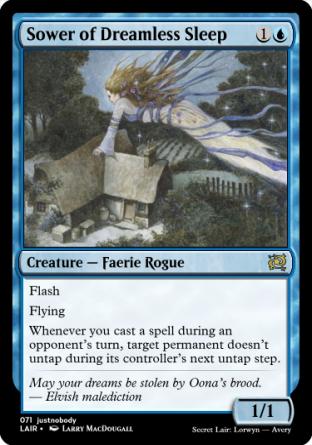 Sower of Dreamless Sleep 1
Creature — Faerie Rogue
Flash
Flying
Whenever you cast a spell during an
opponent's turn, target permanent doesn't
untap during its controller's next untap step.
May your dreams be stolen by Oona's brood.
— Elvish malediction
1/1
071 justnobody
LAIR • Larry MacDougall
Secret Lair: Lorwyn — Avery